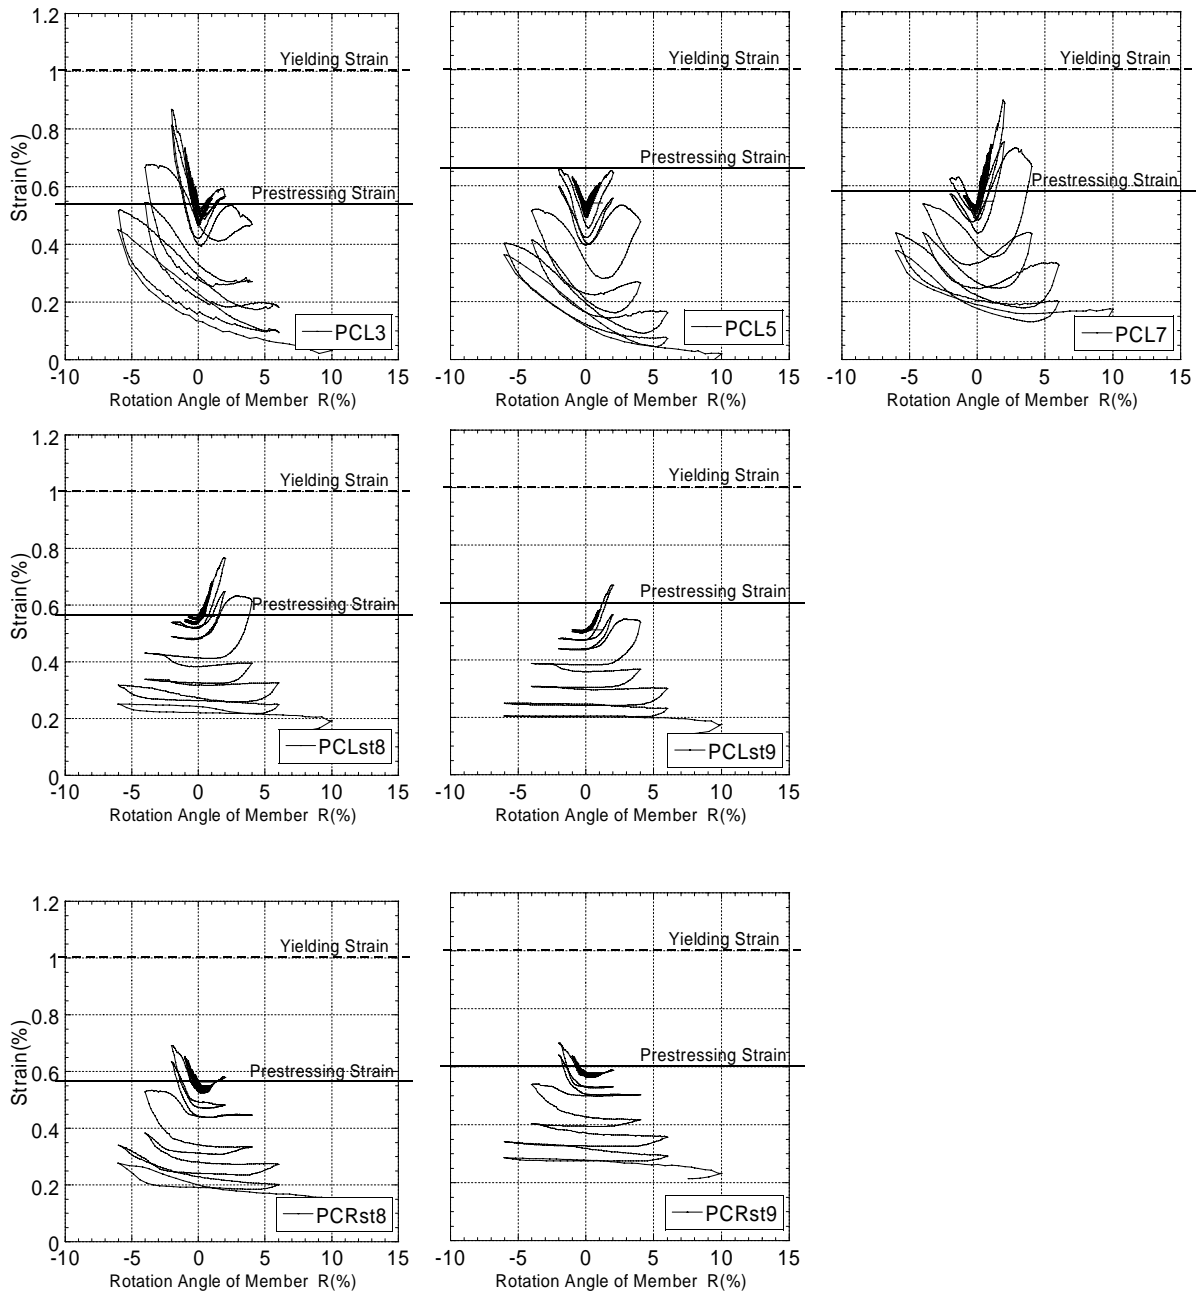 1.2
Yielding Strain
Yielding Strain
Yielding Strain
1
0.8
Strain(%)
0.6
Prestressing Strain
Prestressing Strain
Prestressing Strain
0.4
0.2
PCL3
PCL5
PCL7
0
-10 -5 0 5 10 15
-10 -5 0 5 10 15
-10 -5 0 5 10 15
Rotation Angle of Member R(%)
Rotation Angle of Member R(%)
Rotation Angle of Member R(%)
1.2
Yielding Strain
Yielding Strain
1
0.8
Strain(%)
0.6
Prestressing Strain
Prestressing Strain
0.4
0.2
PCLst8
PCLst9
0
-10 -5 0 5 10 15
-10 -5 0 5 10 15
Rotation Angle of Member R(%)
Rotation Angle of Member R(%)
1.2
Yielding Strain
Yielding Strain
1
0.8
Strain(%)
0.6
Prestressing Strain
Prestressing Strain
0.4
0.2
PCRst8
PCRst9
0
-10 -5 0 5 10 15
-10 -5 0 5 10 15
Rotation Angle of Member R(%)
Rotation Angle of Member R(%)